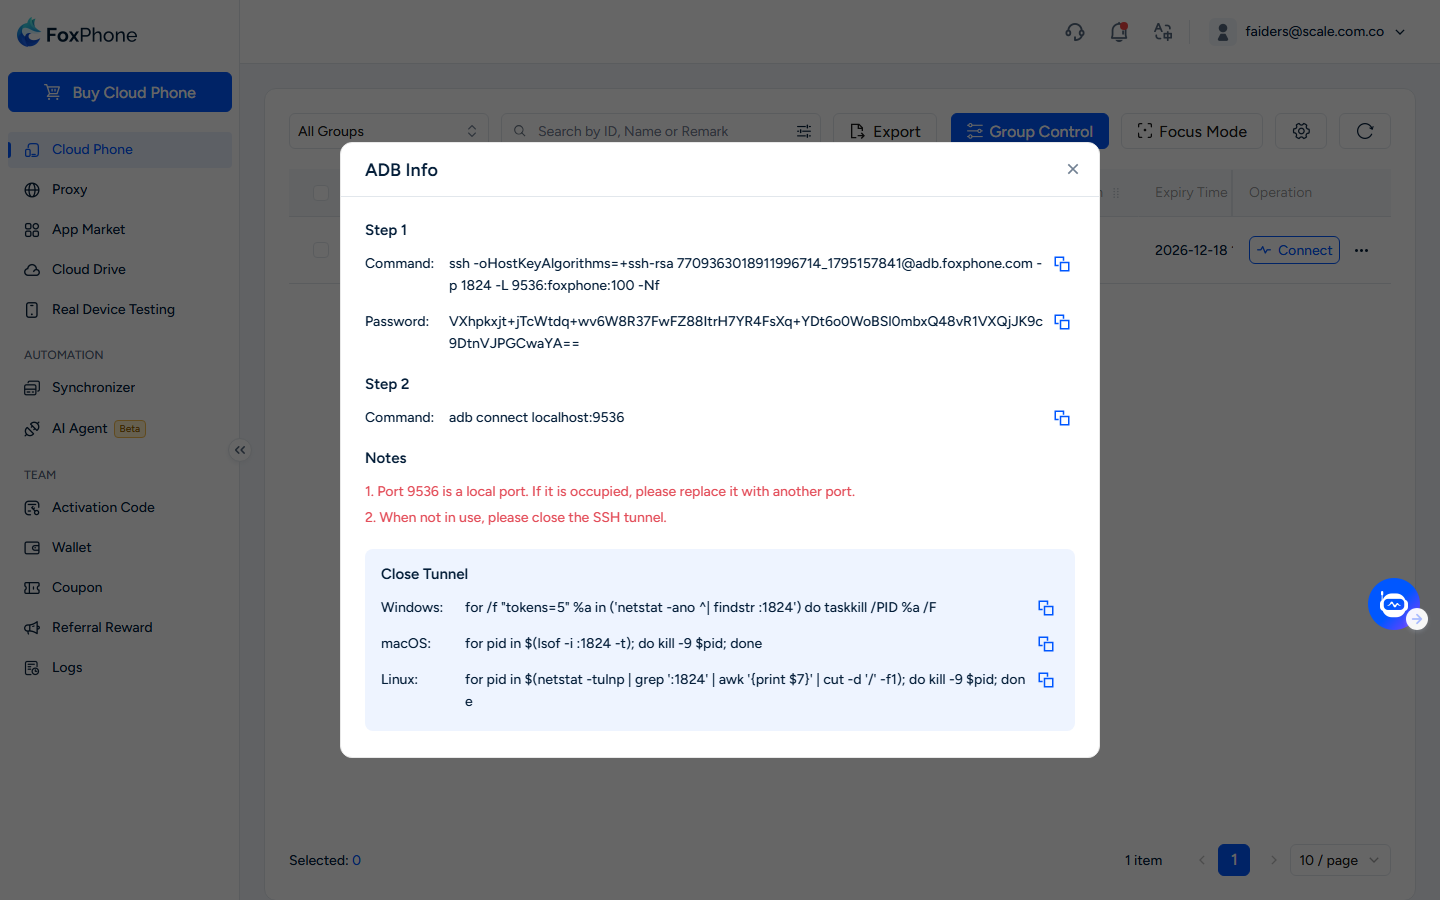 FoxPhone
faiders@scale.com.co
Buy Cloud Phone
Cloud Phone
Proxy
App Market
Cloud Drive
Real Device Testing
AUTOMATION
Synchronizer
AI Agent Beta
TEAM
Activation Code
Wallet
Coupon
Referral Reward
Logs
All Groups
Search by ID, Name or Remark
Export
Group Control
Focus Mode
Expiry Time
Operation
2026-12-18
Connect
ADB Info
Step 1
Command: ssh -oHostKeyAlgorithms=+ssh-rsa 7709363018911996714_1795157841@adb.foxphone.com -
p 1824 -L 9536:foxphone:100 -Nf
Password: VXhpkxjt+jTcWtdq+wv6W8R37FwFZ88ItrH7YR4FsXq+YDt6o0WoBSl0mbxQ48vR1VXQjJK9c
9DtnVJPGCwaYA==
Step 2
Command: adb connect localhost:9536
Notes
1. Port 9536 is a local port. If it is occupied, please replace it with another port.
2. When not in use, please close the SSH tunnel.
Close Tunnel
Windows: for /f "tokens=5" %a in ('netstat -ano ^| findstr :1824') do taskkill /PID %a /F
macOS: for pid in $(lsof -i :1824 -t); do kill -9 $pid; done
Linux: for pid in $(netstat -tulnp | grep ':1824' | awk '{print $7}' | cut -d '/' -f1); do kill -9 $pid; don
e
Selected: 0
1 item
1
10 / page